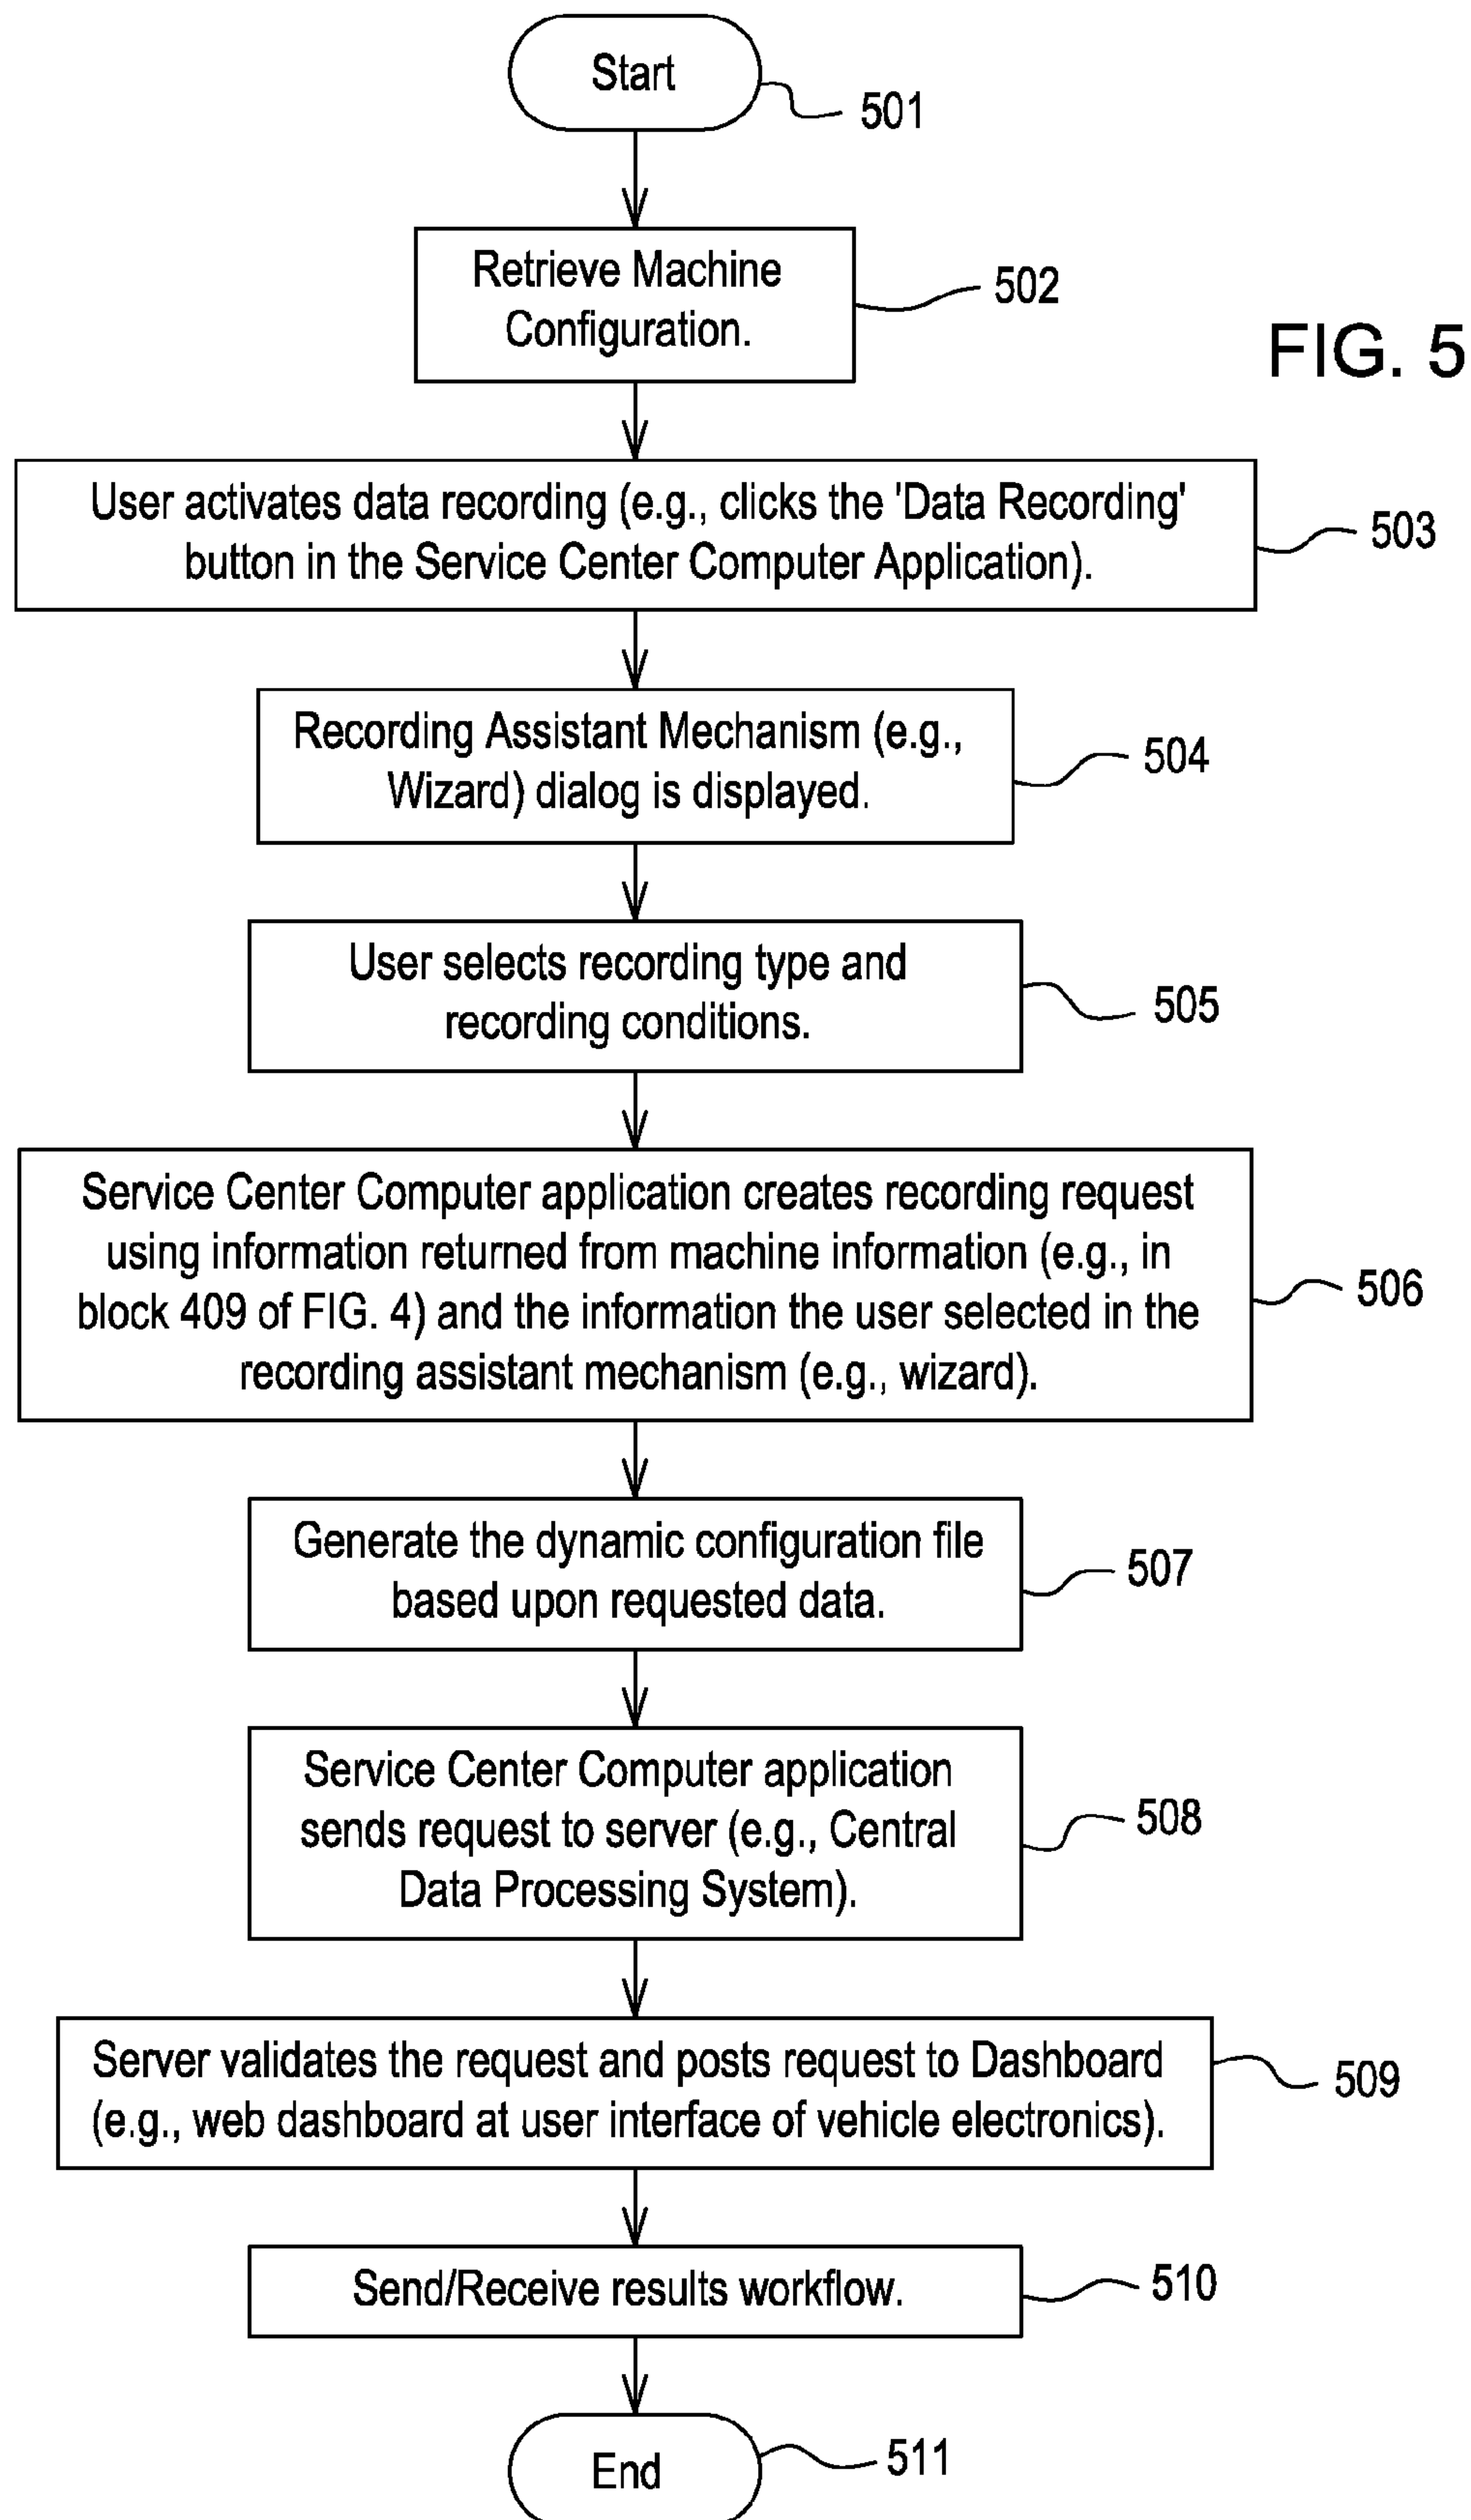 Start
501
Retrieve Machine
Configuration.
502
FIG. 5
User activates data recording (e.g., clicks the 'Data Recording'
button in the Service Center Computer Application).
503
Recording Assistant Mechanism (e.g.,
Wizard) dialog is displayed.
504
User selects recording type and
recording conditions.
505
Service Center Computer application creates recording request
using information returned from machine information (e.g., in
block 409 of FIG. 4) and the information the user selected in the
recording assistant mechanism (e.g., wizard).
506
Generate the dynamic configuration file
based upon requested data.
507
Service Center Computer application
sends request to server (e.g., Central
Data Processing System).
508
Server validates the request and posts request to Dashboard
(e.g., web dashboard at user interface of vehicle electronics).
509
Send/Receive results workflow.
510
End
511